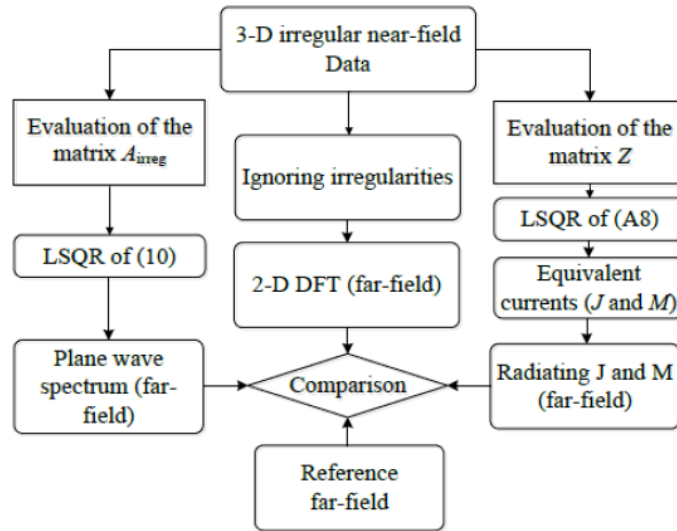 3-D irregular near-field
Data
Evaluation of the
matrix A_irreg
LSQR of (10)
Plane wave
spectrum (far-
field)
Ignoring irregularities
2-D DFT (far-field)
Comparison
Reference
far-field
Evaluation of the
matrix Z
LSQR of (A8)
Equivalent
currents (J and M)
Radiating J and M
(far-field)